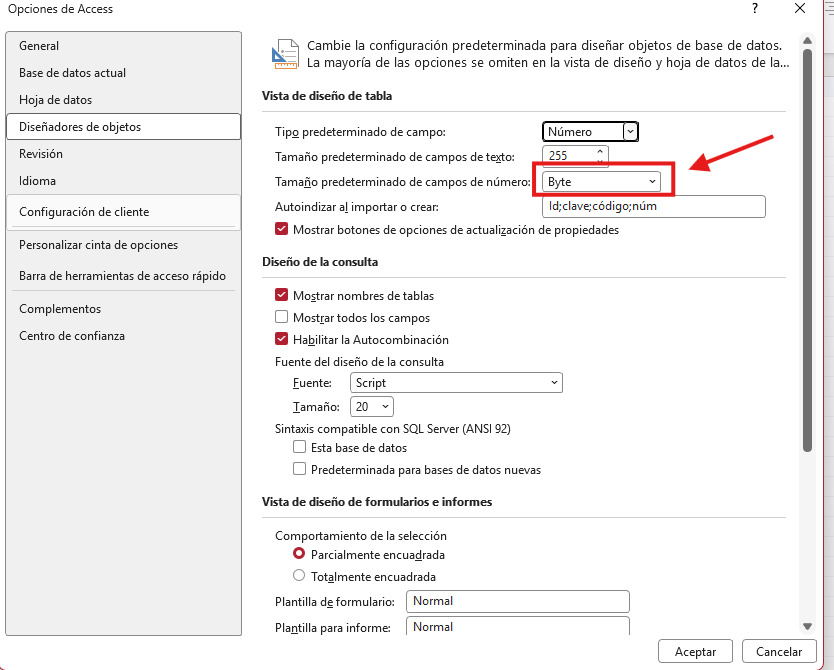 Opciones de Access
?
General
Base de datos actual
Hoja de datos
Diseñadores de objetos
Revisión
Idioma
Configuración de cliente
Personalizar cinta de opciones
Barra de herramientas de acceso rápido
Complementos
Centro de confianza
Cambie la configuración predeterminada para diseñar objetos de base de datos.
La mayoría de las opciones se omiten en la vista de diseño y hoja de datos de la...
Vista de diseño de tabla
Tipo predeterminado de campo: Número
Tamaño predeterminado de campos de texto: 255
Tamaño predeterminado de campos de número: Byte
Autoindizar al importar o crear: Id;clave;código;núm
Mostrar botones de opciones de actualización de propiedades
Diseño de la consulta
Mostrar nombres de tablas
Mostrar todos los campos
Habilitar la Autocombinación
Fuente del diseño de la consulta
Fuente: Script
Tamaño: 20
Sintaxis compatible con SQL Server (ANSI 92)
Esta base de datos
Predeterminada para bases de datos nuevas
Vista de diseño de formularios e informes
Comportamiento de la selección
Parcialmente encuadrada
Totalmente encuadrada
Plantilla de formulario: Normal
Plantilla para informe: Normal
Aceptar Cancelar